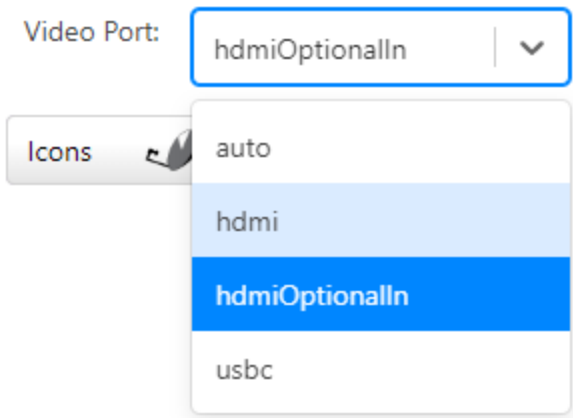 Video Port:
hdmiOptionalIn
Icons
auto
hdmi
hdmiOptionalIn
usbc